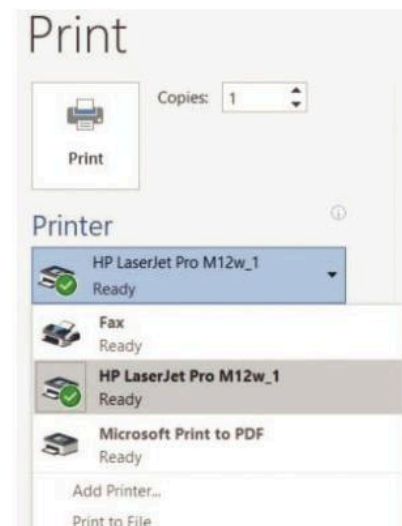 Print
Copies: 1
Print
Printer
HP LaserJet Pro M12w_1
Ready
Fax
Ready
HP LaserJet Pro M12w_1
Ready
Microsoft Print to PDF
Ready
Add Printer...
Print to File